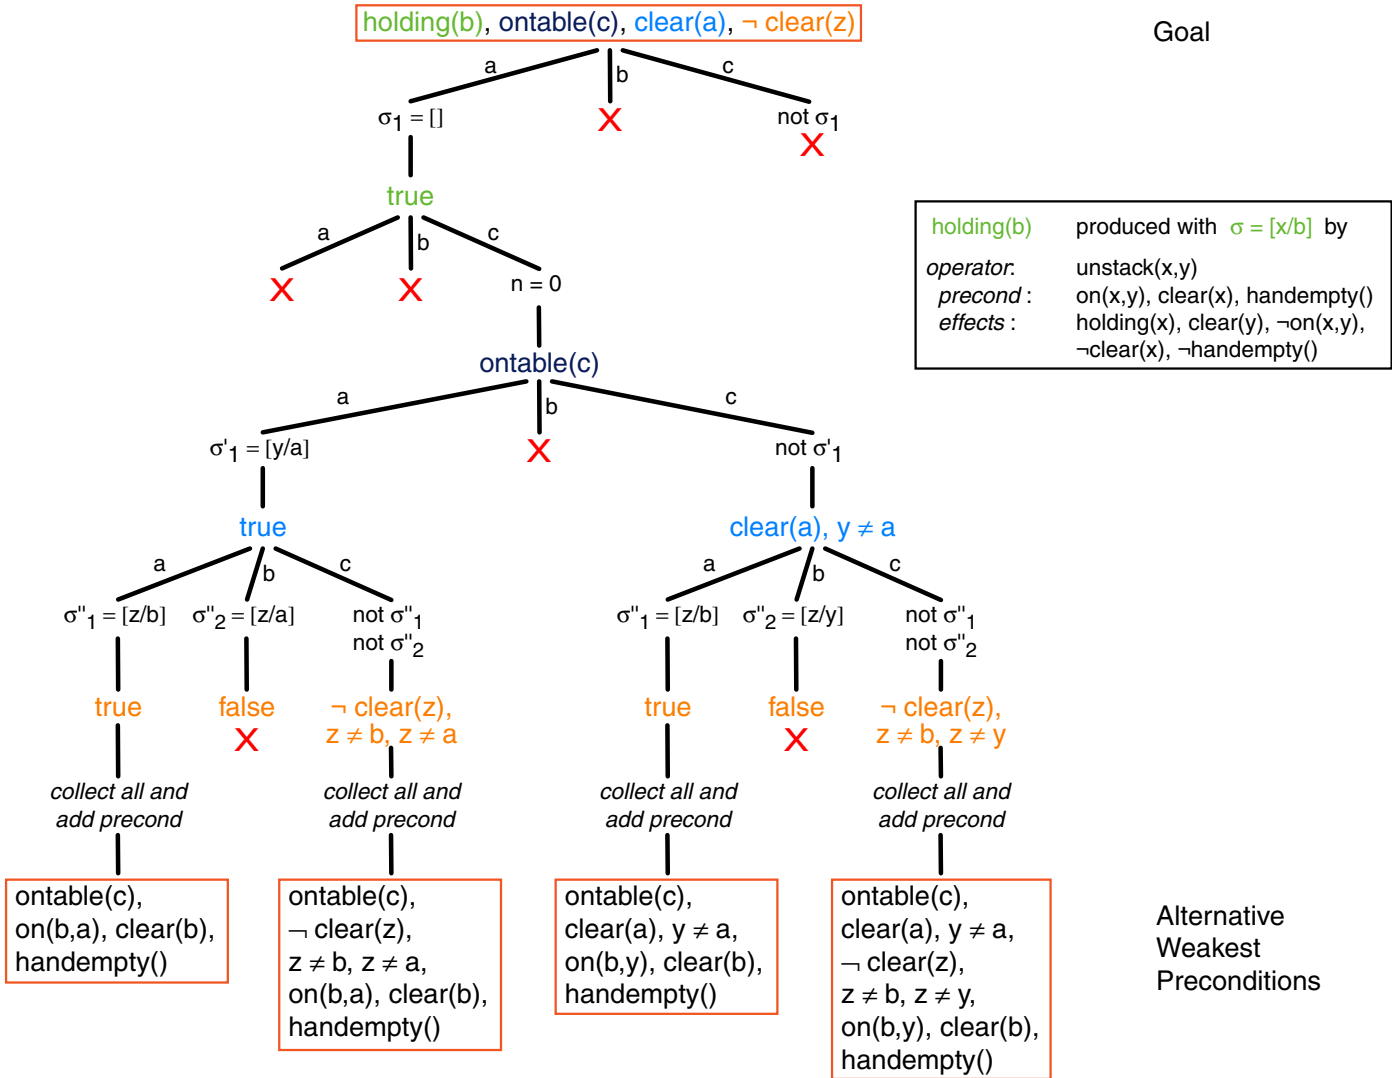 holding(b), ontable(c), clear(a), ¬ clear(z)
Goal
a b c
σ1 = [] not σ1
X X
true
a b c
X X n = 0
holding(b) produced with σ = [x/b] by
operator: unstack(x,y)
precond : on(x,y), clear(x), handempty()
effects : holding(x), clear(y), ¬on(x,y),
¬clear(x), ¬handempty()
ontable(c)
a b c
σ'1 = [y/a] X not σ'1
true clear(a), y ≠ a
a b c a b c
σ''1 = [z/b] σ''2 = [z/a] not σ''1 σ''1 = [z/b] σ''2 = [z/y] not σ''1
not σ''2 not σ''2
true false ¬ clear(z), true false ¬ clear(z),
X z ≠ b, z ≠ a X z ≠ b, z ≠ y
collect all and collect all and collect all and collect all and
add precond add precond add precond add precond
ontable(c),
on(b,a), clear(b),
handempty()
ontable(c),
¬ clear(z),
z ≠ b, z ≠ a,
on(b,a), clear(b),
handempty()
ontable(c),
clear(a), y ≠ a,
on(b,y), clear(b),
handempty()
ontable(c),
clear(a), y ≠ a,
¬ clear(z),
z ≠ b, z ≠ y,
on(b,y), clear(b),
handempty()
Alternative
Weakest
Preconditions